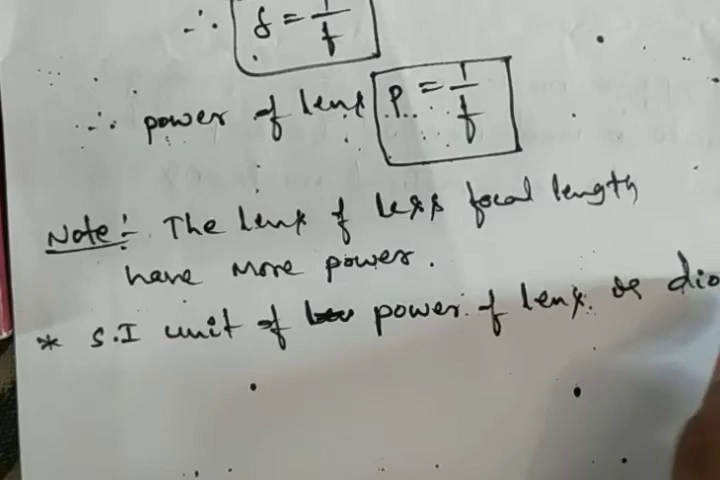 ∴ δ = 1/f
∴ power of lens P = 1/f
Note:- The lens of less focal length
have more power.
* S.I unit of power of lens is dio